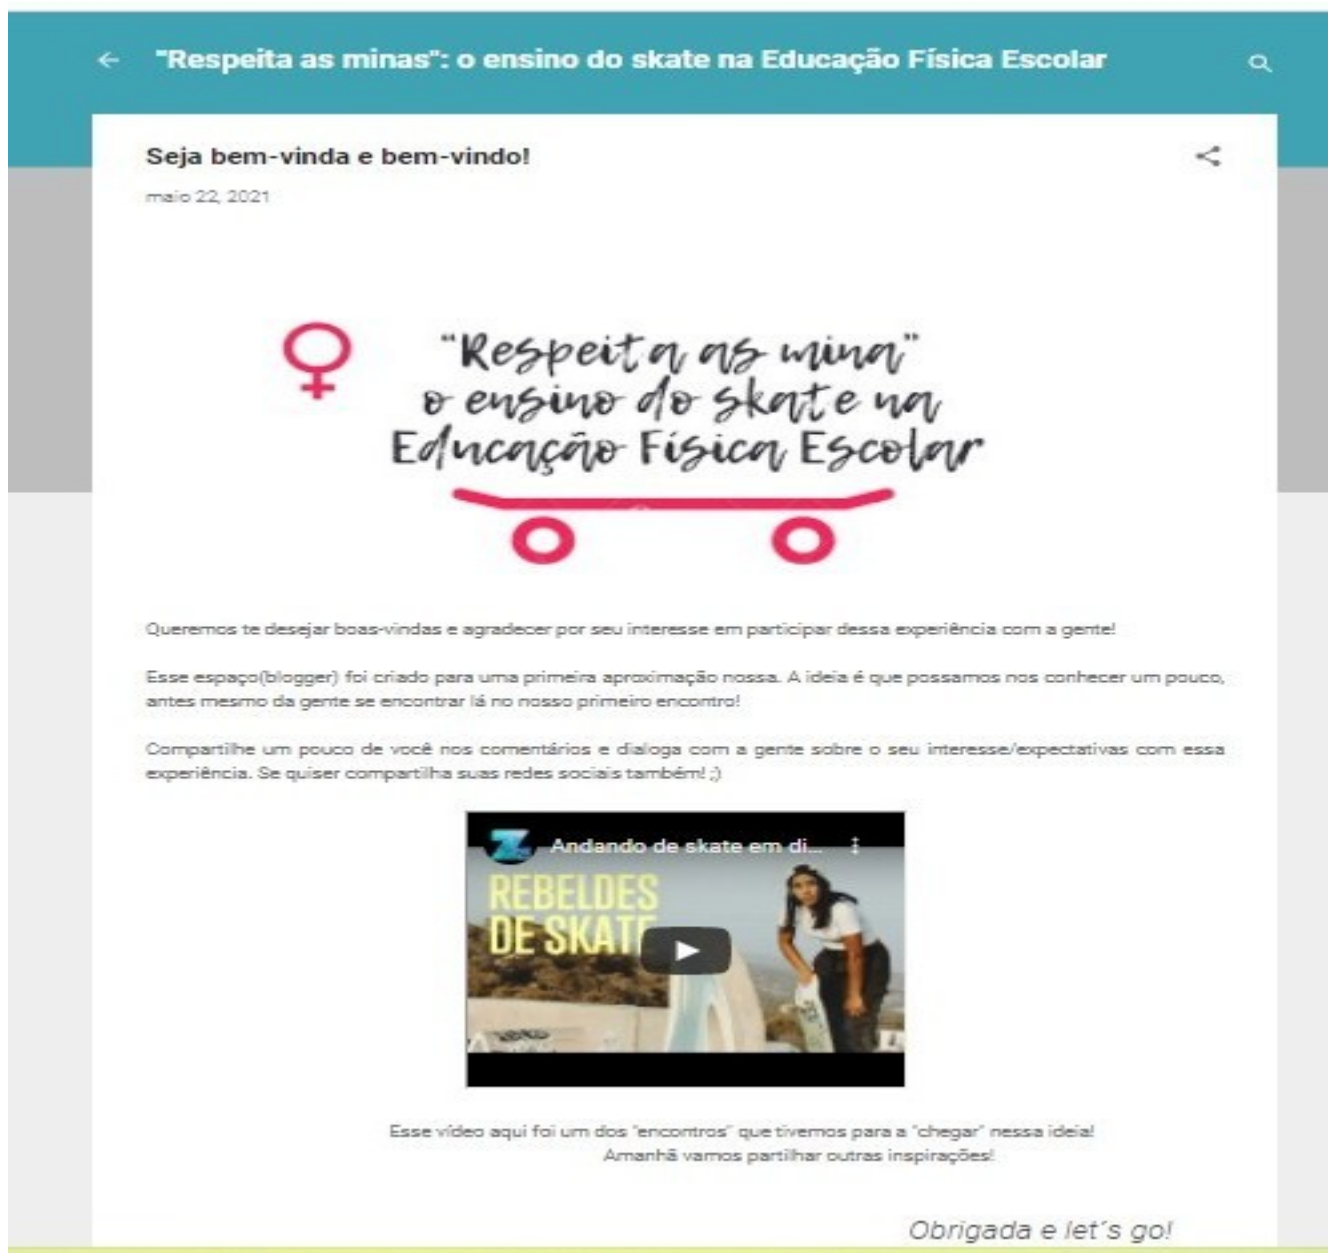 "Respeita as minas": o ensino do skate na Educação Física Escolar
Seja bem-vinda e bem-vindo!
maio 22, 2021
"Respeita as mina"
o ensino do skate na
Educação Física Escolar
Queremos te desejar boas-vindas e agradecer por seu interesse em participar dessa experiência com a gente!
Esse espaço(blogger) foi criado para uma primeira aproximação nossa. A ideia é que possamos nos conhecer um pouco,
antes mesmo da gente se encontrar lá no nosso primeiro encontro!
Compartilhe um pouco de você nos comentários e dialoga com a gente sobre o seu interesse/expectativas com essa
experiência. Se quiser compartilha suas redes sociais também! ;)
Andando de skate em di...
REBELDES
DE SKATE
Esse vídeo aqui foi um dos "encontros" que tivemos para a "chegar" nessa ideia!
Amanhã vamos partilhar outras inspirações!
Obrigada e let´s go!